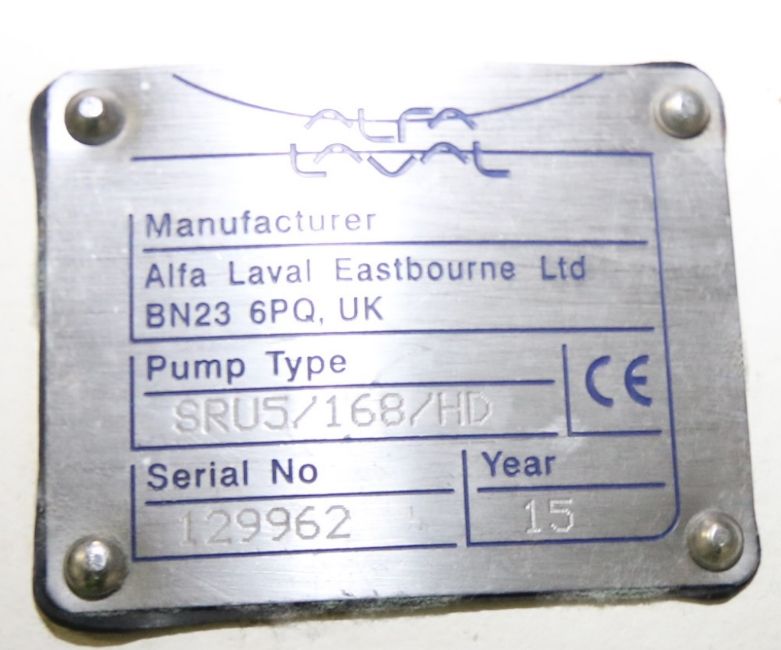 ALFA
LAVAL
Manufacturer
Alfa Laval Eastbourne Ltd
BN23 6PQ, UK
Pump Type
SRU5/168/HD
CE
Serial No
129962
Year
15